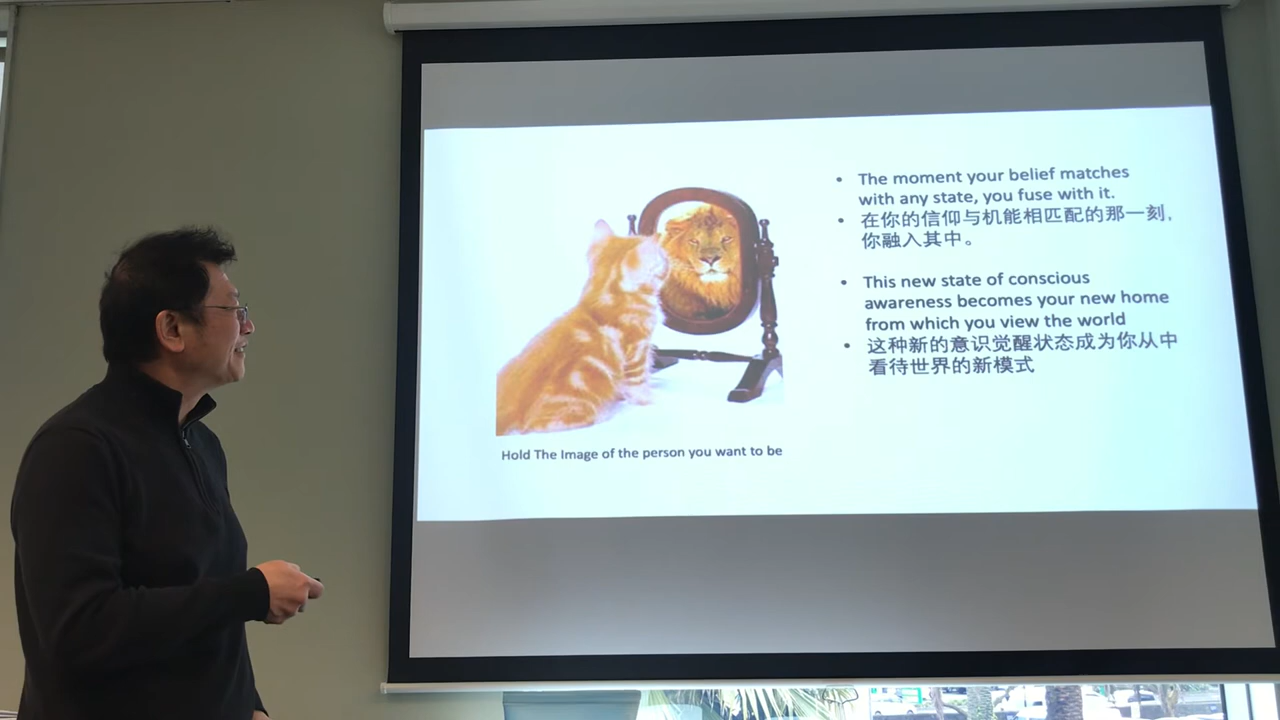 • The moment your belief matches
with any state, you fuse with it.
• 在你的信仰与机能相匹配的那一刻，
你融入其中。
• This new state of conscious
awareness becomes your new home
from which you view the world
• 这种新的意识觉醒状态成为你从中
看待世界的新模式
Hold The Image of the person you want to be